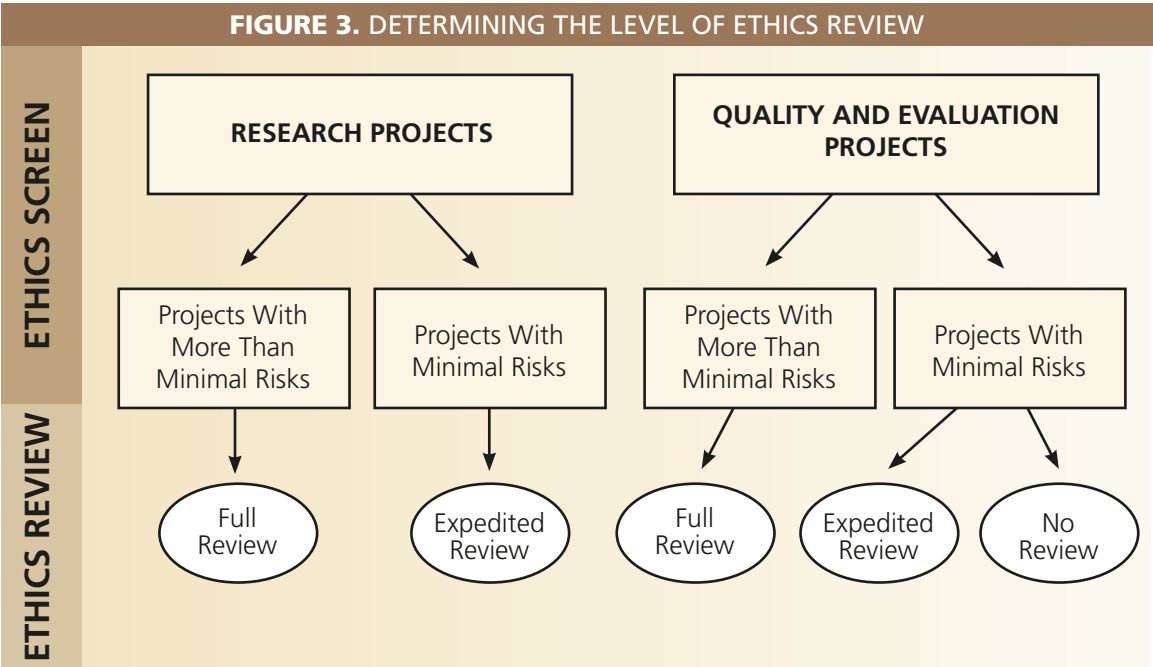 FIGURE 3. DETERMINING THE LEVEL OF ETHICS REVIEW
ETHICS SCREEN
RESEARCH PROJECTS
QUALITY AND EVALUATION
PROJECTS
Projects With
More Than
Minimal Risks
Projects With
Minimal Risks
Projects With
More Than
Minimal Risks
Projects With
Minimal Risks
ETHICS REVIEW
Full
Review
Expedited
Review
Full
Review
Expedited
Review
No
Review